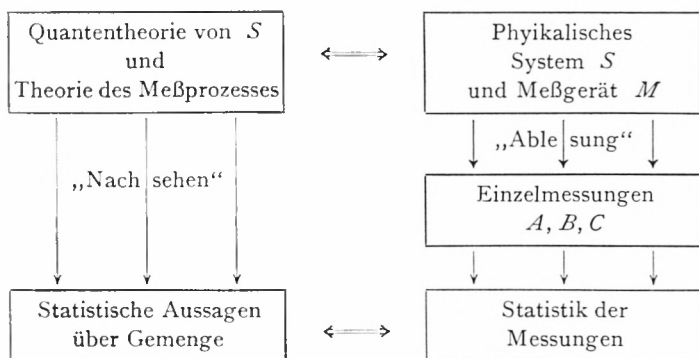 Quantentheorie von S
und
Theorie des Meßprozesses
Phyikalisches
System S
und Meßgerät M
„Nach sehen“
„Able sung“
Einzelmessungen
A, B, C
Statistische Aussagen
über Gemenge
Statistik der
Messungen